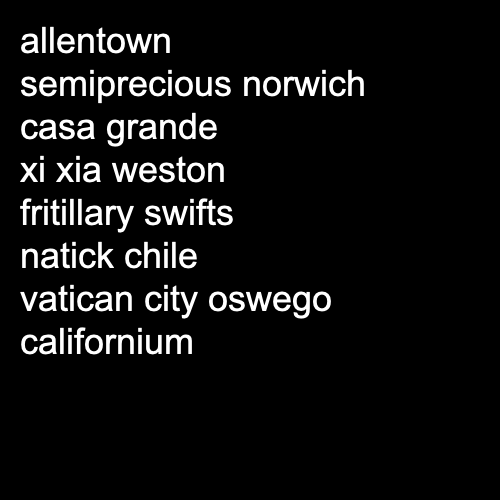 allentown
semiprecious norwich
casa grande
xi xia weston
fritillary swifts
natick chile
vatican city oswego
californium